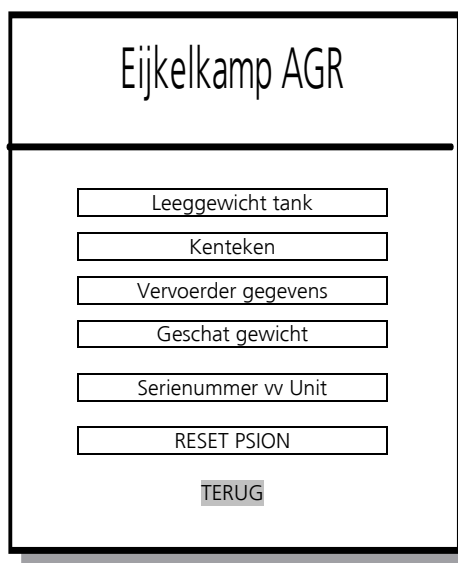 Eijkelkamp AGR
Leeggewicht tank
Kenteken
Vervoerder gegevens
Geschat gewicht
Serienummer vv Unit
RESET PSION
TERUG